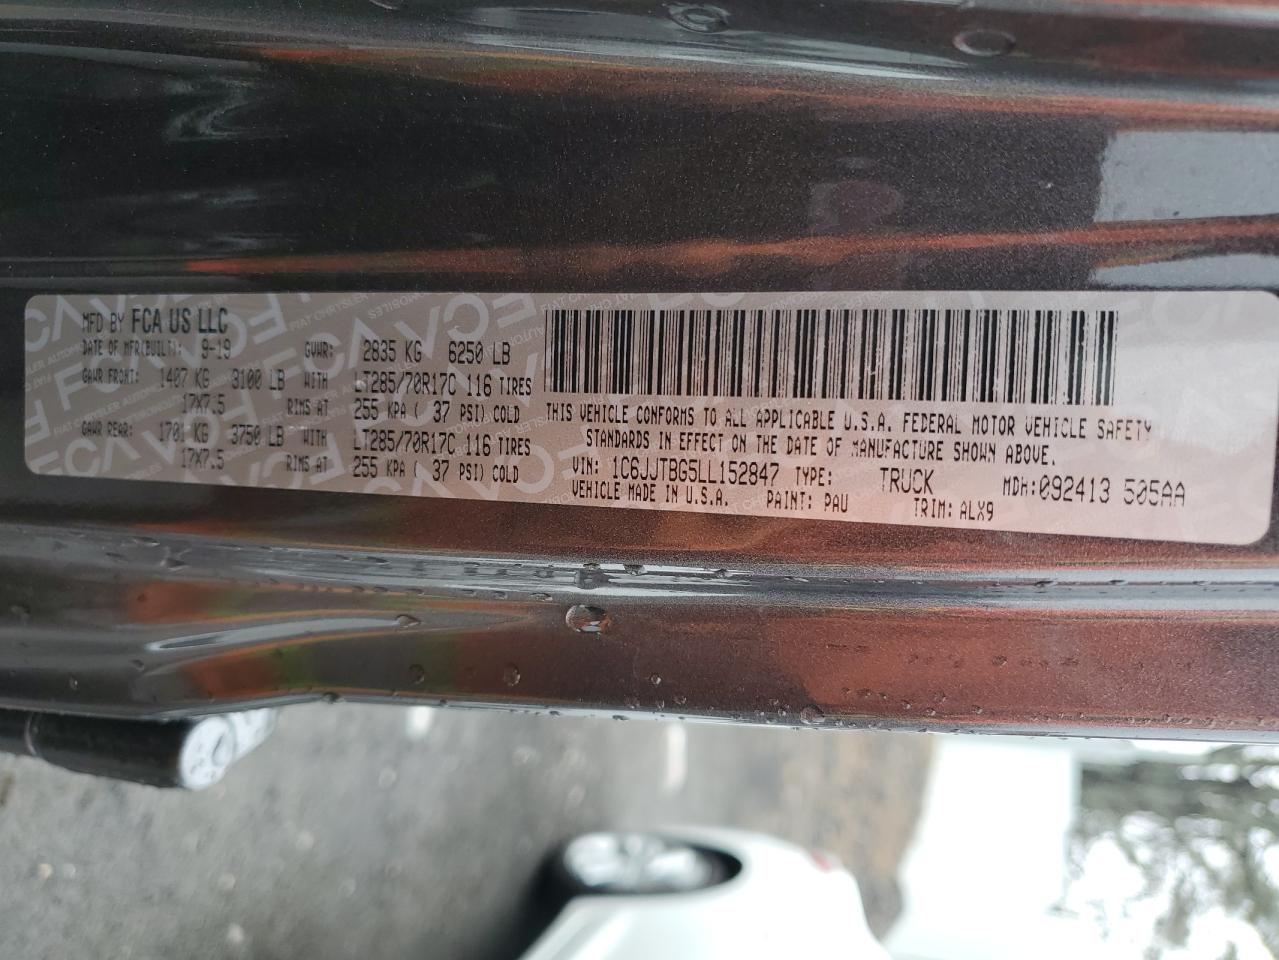 MFD BY FCA US LLC
DATE OF MFR(BUILT): 9-19 GVWR: 2835 KG 6250 LB
GAWR FRONT: 1407 KG 3100 LB WITH LT285/70R17C 116 TIRES
17X7.5 RIMS AT 255 KPA ( 37 PSI) COLD
GAWR REAR: 1701 KG 3750 LB WITH LT285/70R17C 116 TIRES
17X7.5 RIMS AT 255 KPA ( 37 PSI) COLD
THIS VEHICLE CONFORMS TO ALL APPLICABLE U.S.A. FEDERAL MOTOR VEHICLE SAFETY
STANDARDS IN EFFECT ON THE DATE OF MANUFACTURE SHOWN ABOVE.
VIN: 1C6JJTBG5LL152847 TYPE: TRUCK MDH:092413 505AA
VEHICLE MADE IN U.S.A. PAINT: PAU TRIM: ALX9